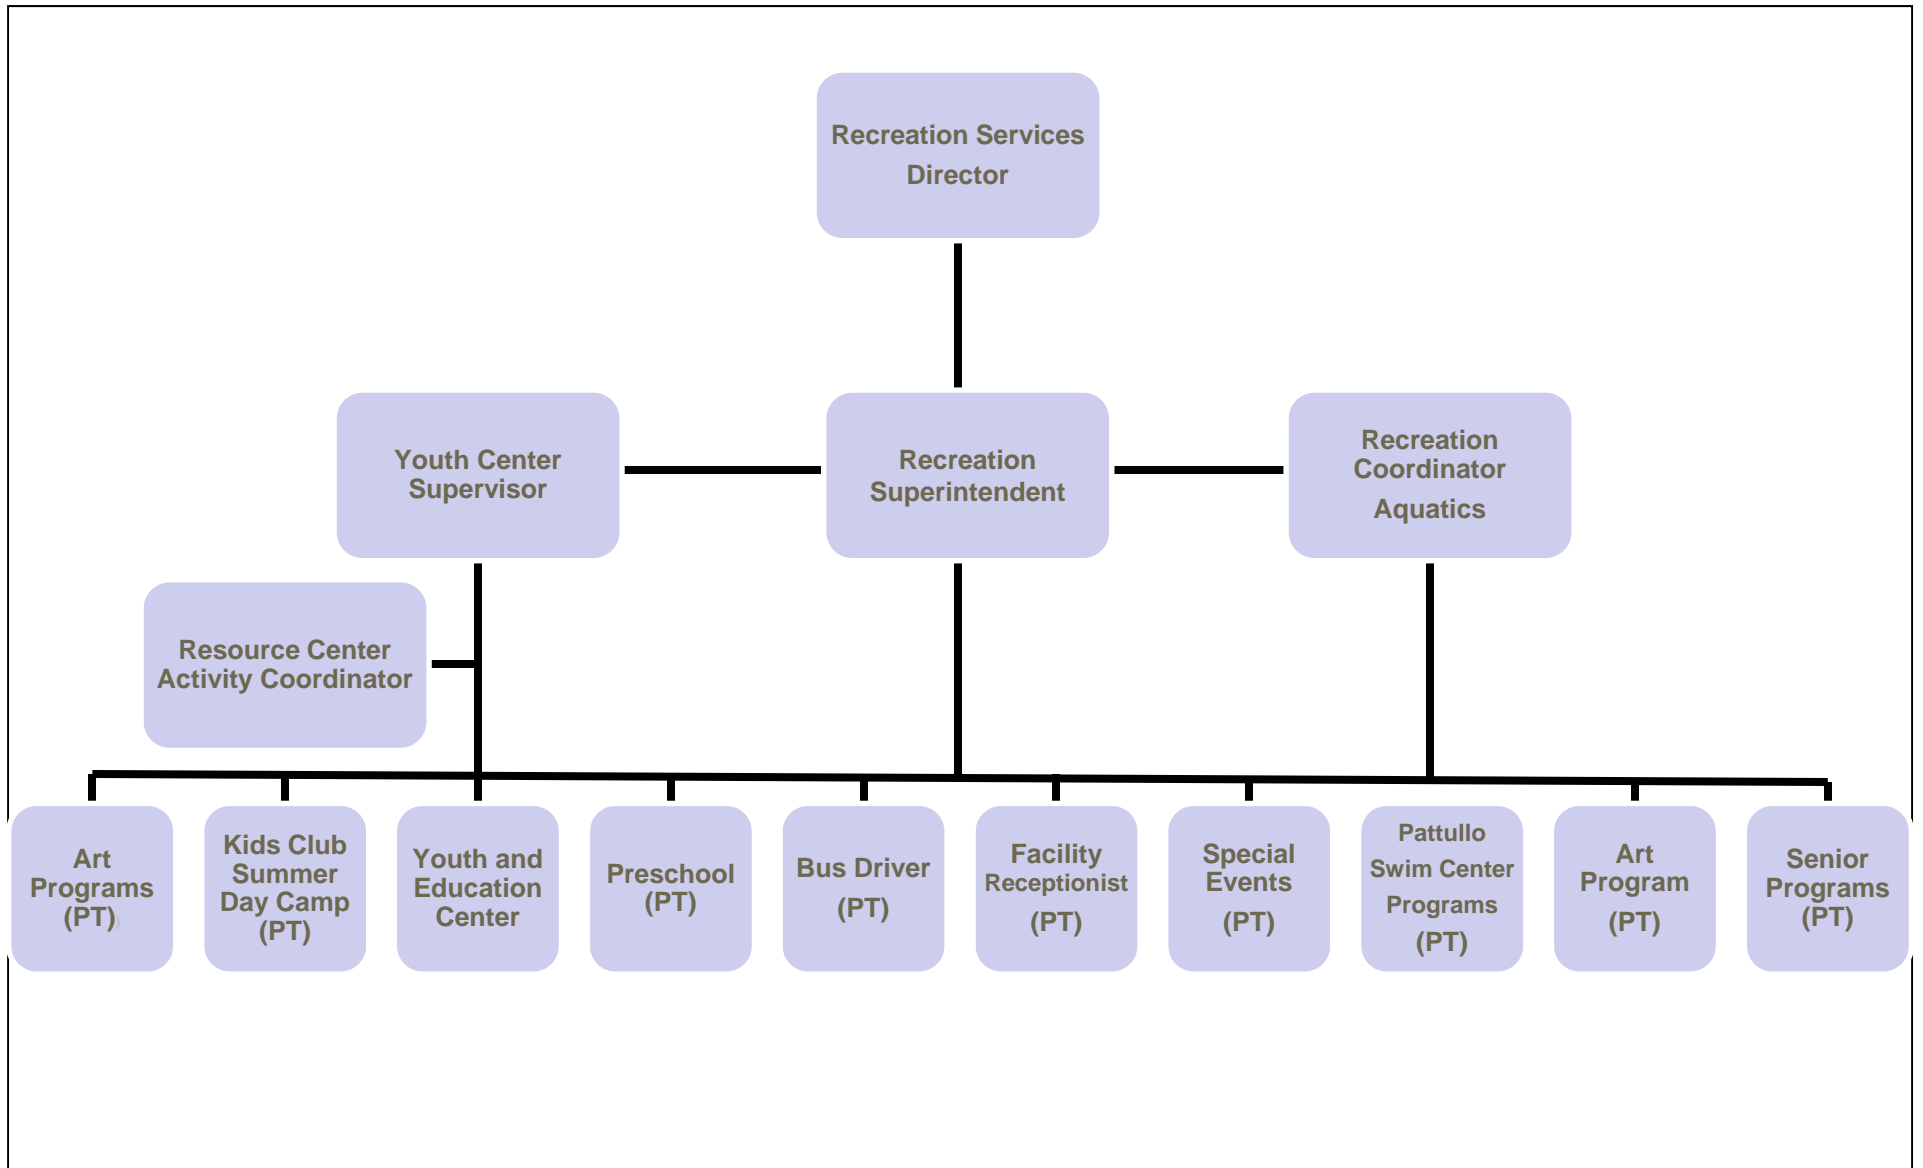 Recreation Services
Director
Youth Center
Supervisor
Recreation
Superintendent
Recreation
Coordinator
Aquatics
Resource Center
Activity Coordinator
Art
Programs
(PT)
Kids Club
Summer
Day Camp
(PT)
Youth and
Education
Center
Preschool
(PT)
Bus Driver
(PT)
Facility
Receptionist
(PT)
Special
Events
(PT)
Pattullo
Swim Center
Programs
(PT)
Art
Program
(PT)
Senior
Programs
(PT)